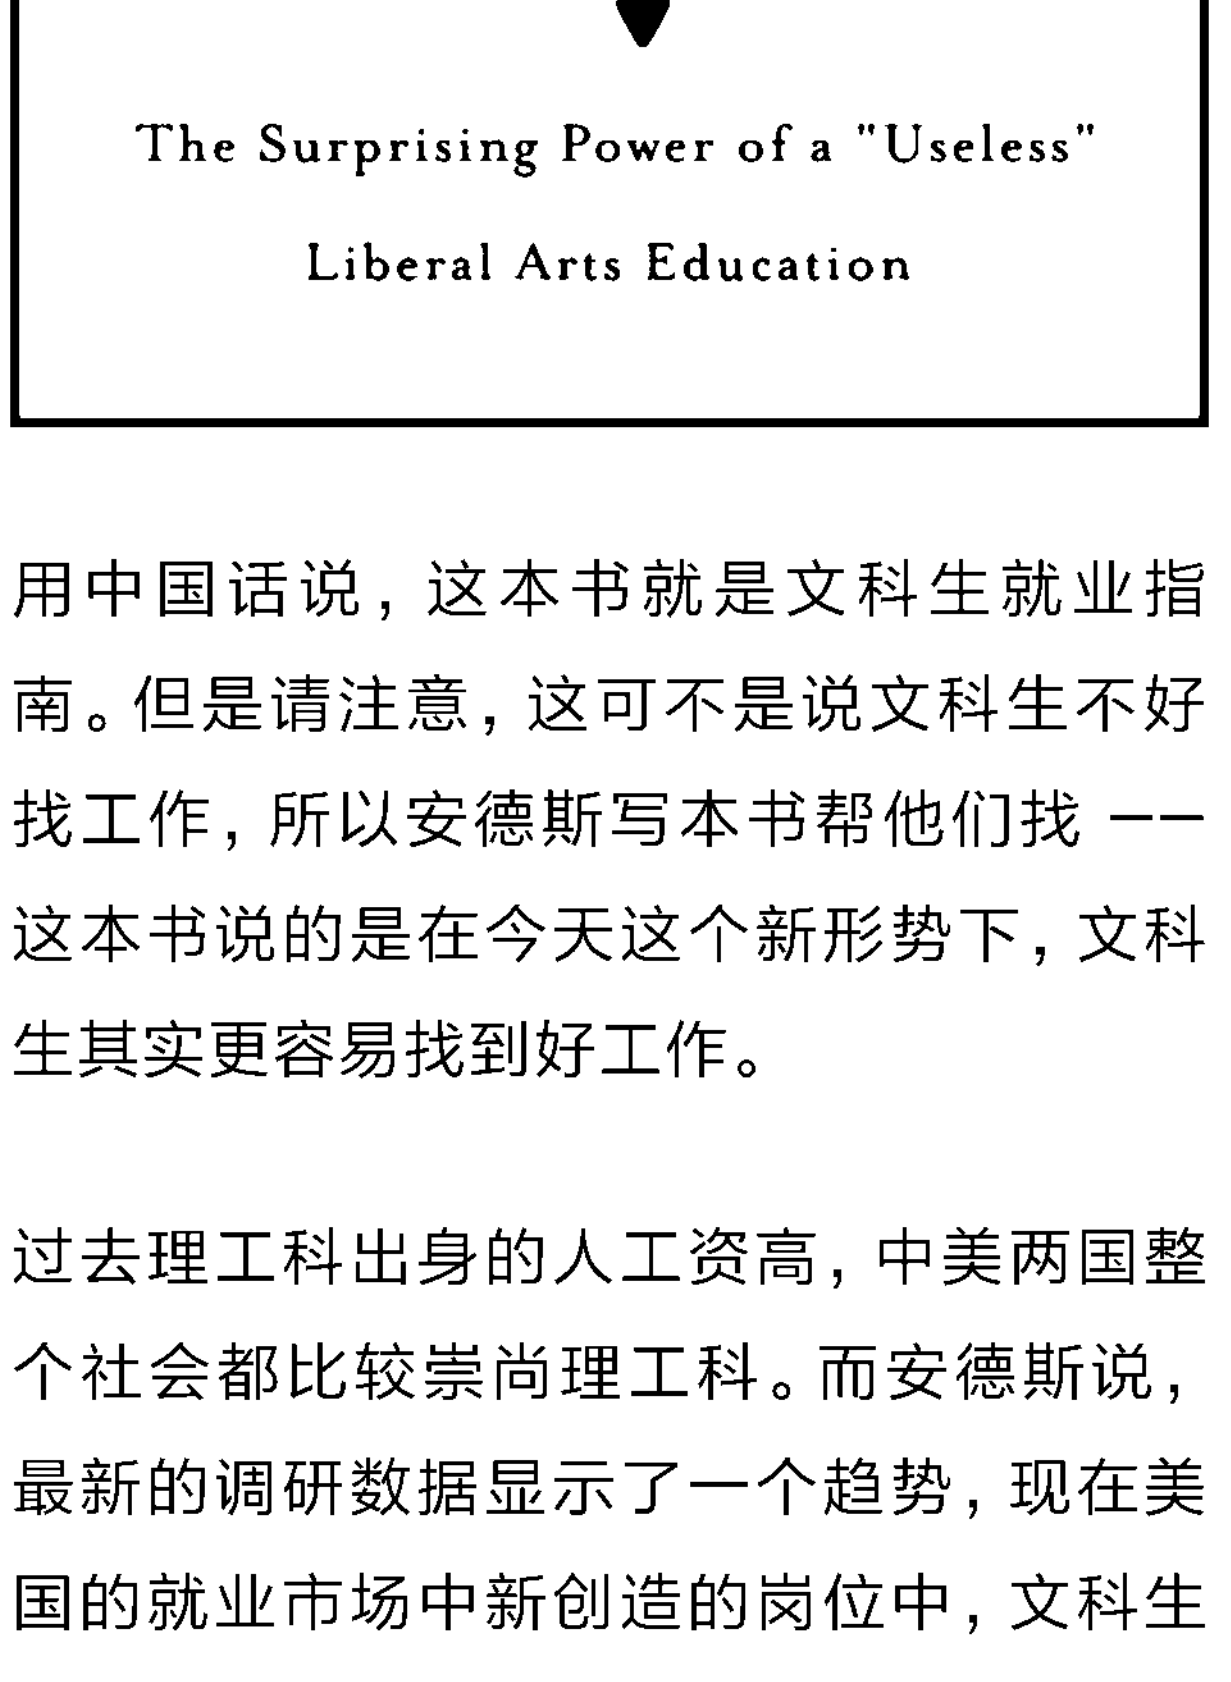 The Surprising Power of a "Useless"
Liberal Arts Education
用中国话说，这本书就是文科生就业指
南。但是请注意，这可不是说文科生不好
找工作，所以安德斯写本书帮他们找 ——
这本书说的是在今天这个新形势下，文科
生其实更容易找到好工作。
过去理工科出身的人工资高，中美两国整
个社会都比较崇尚理工科。而安德斯说，
最新的调研数据显示了一个趋势，现在美
国的就业市场中新创造的岗位中，文科生